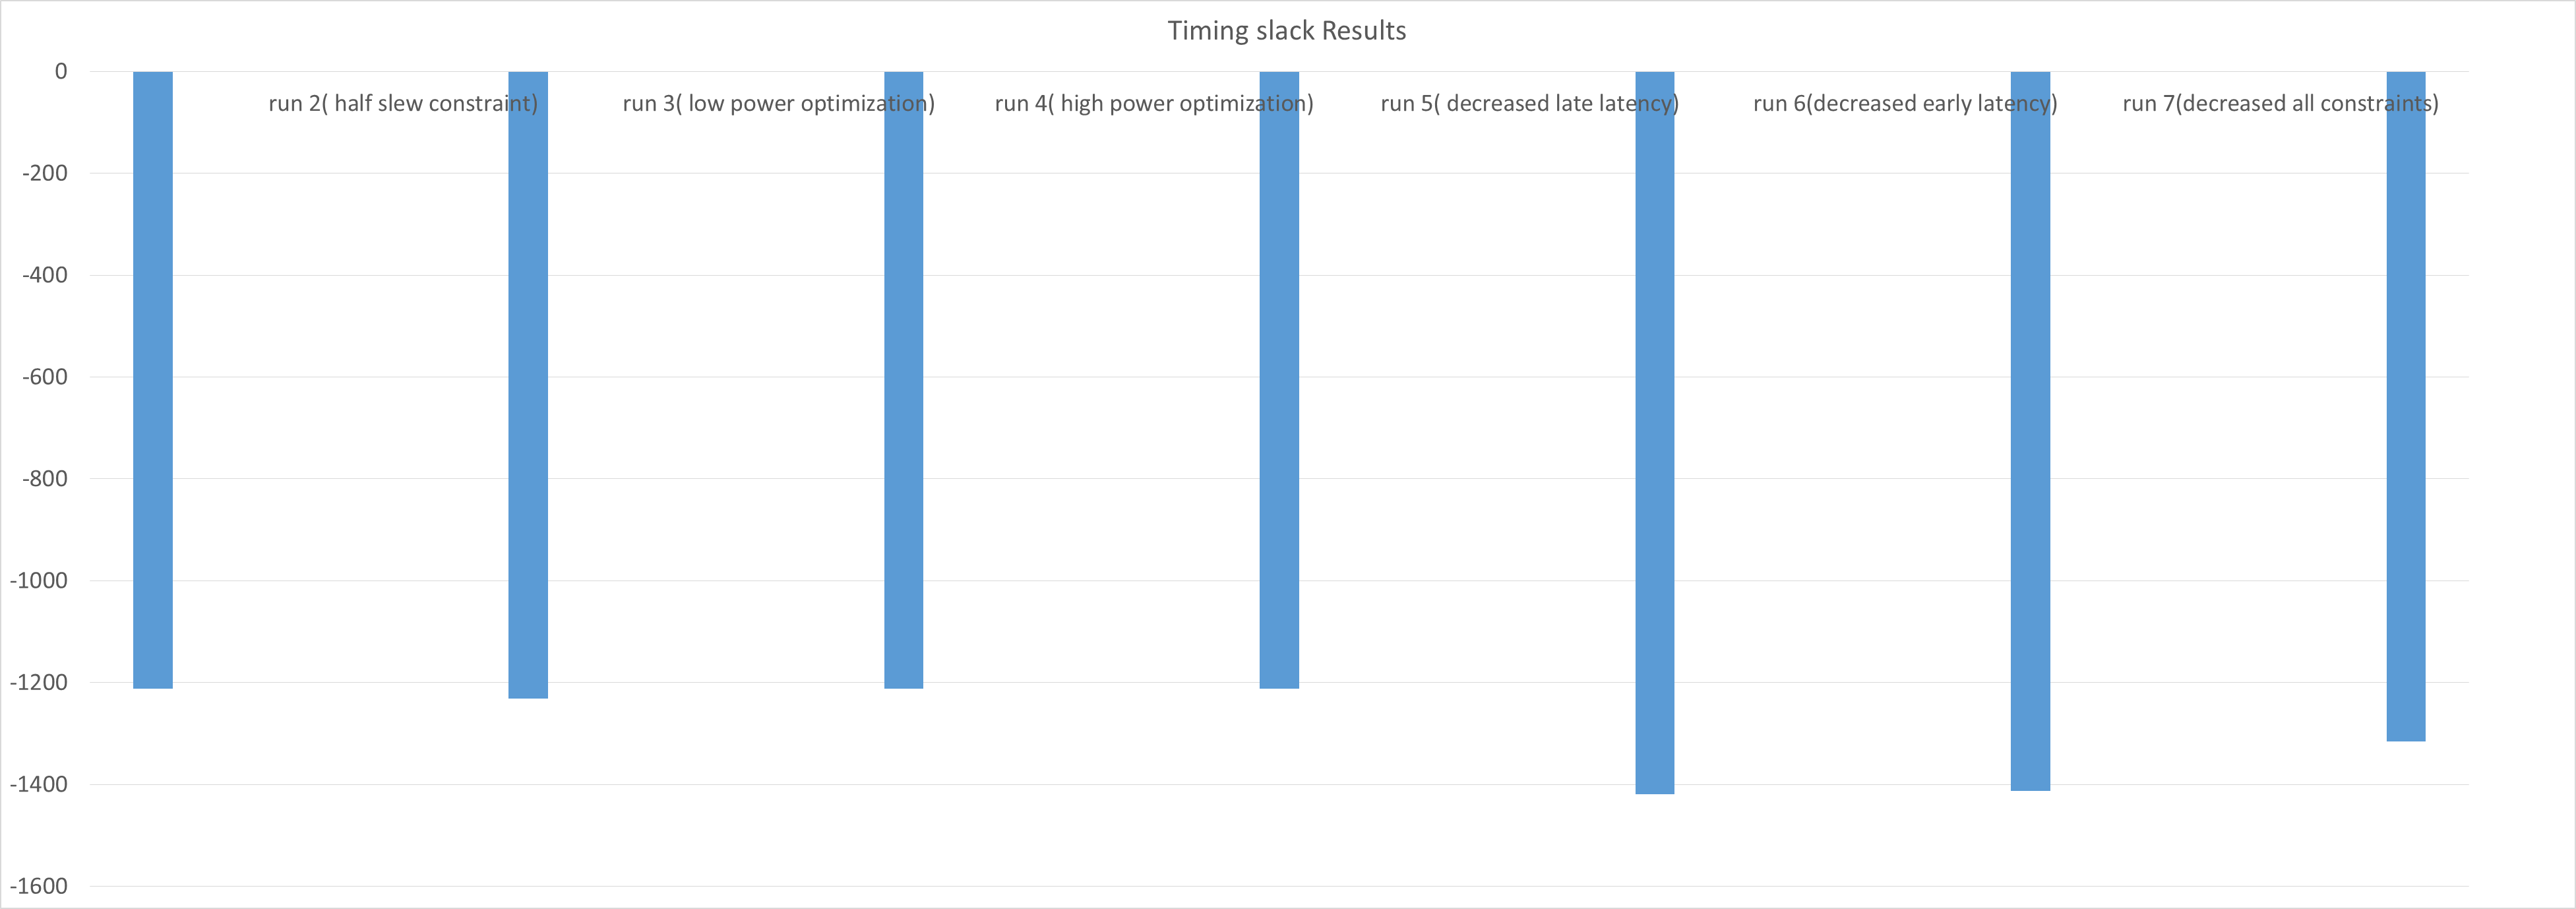 Timing slack Results
0
run 2( half slew constraint)
run 3( low power optimization)
run 4( high power optimization)
run 5( decreased late latency)
run 6(decreased early latency)
run 7(decreased all constraints)
-200
-400
-600
-800
-1000
-1200
-1400
-1600